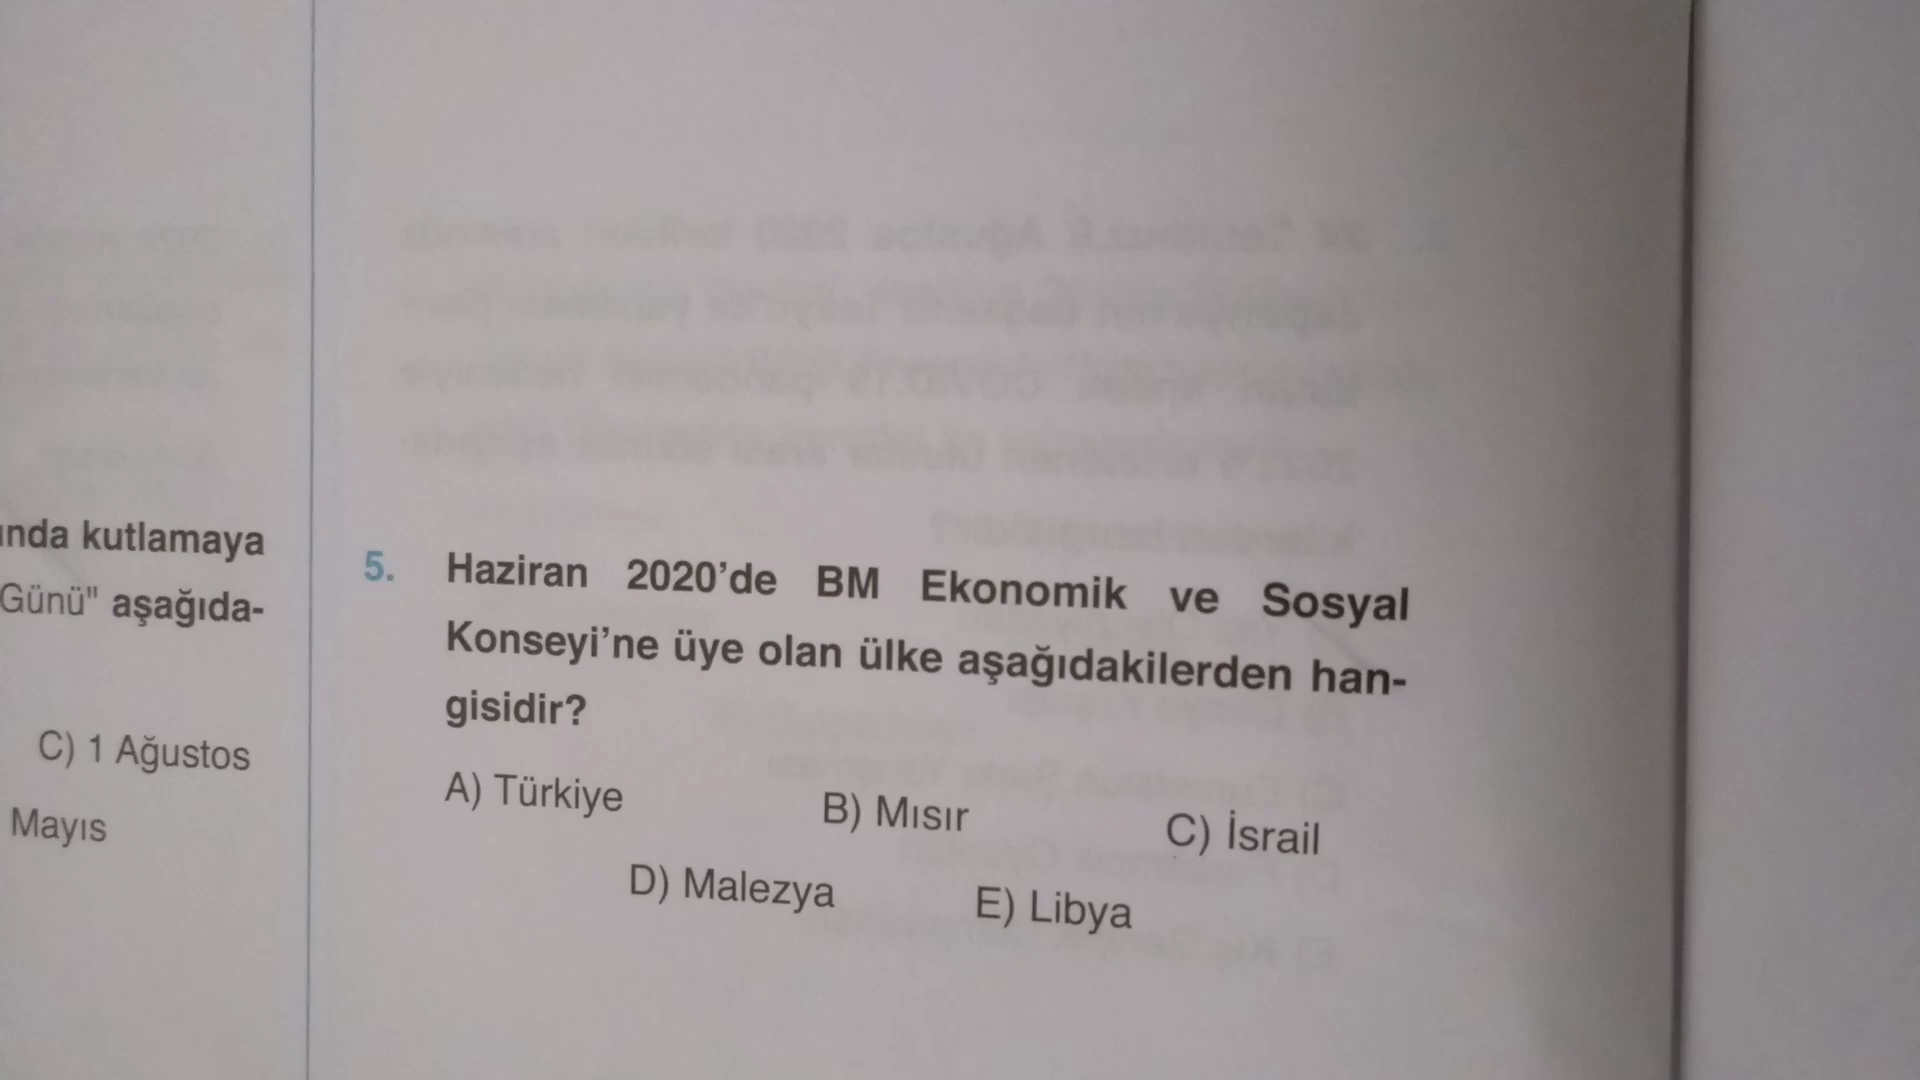 ında kutlamaya
Günü" aşağıda-
C) 1 Ağustos
Mayıs
5. Haziran 2020’de BM Ekonomik ve Sosyal
Konseyi’ne üye olan ülke aşağıdakilerden han-
gisidir?
A) Türkiye B) Mısır C) İsrail
D) Malezya E) Libya